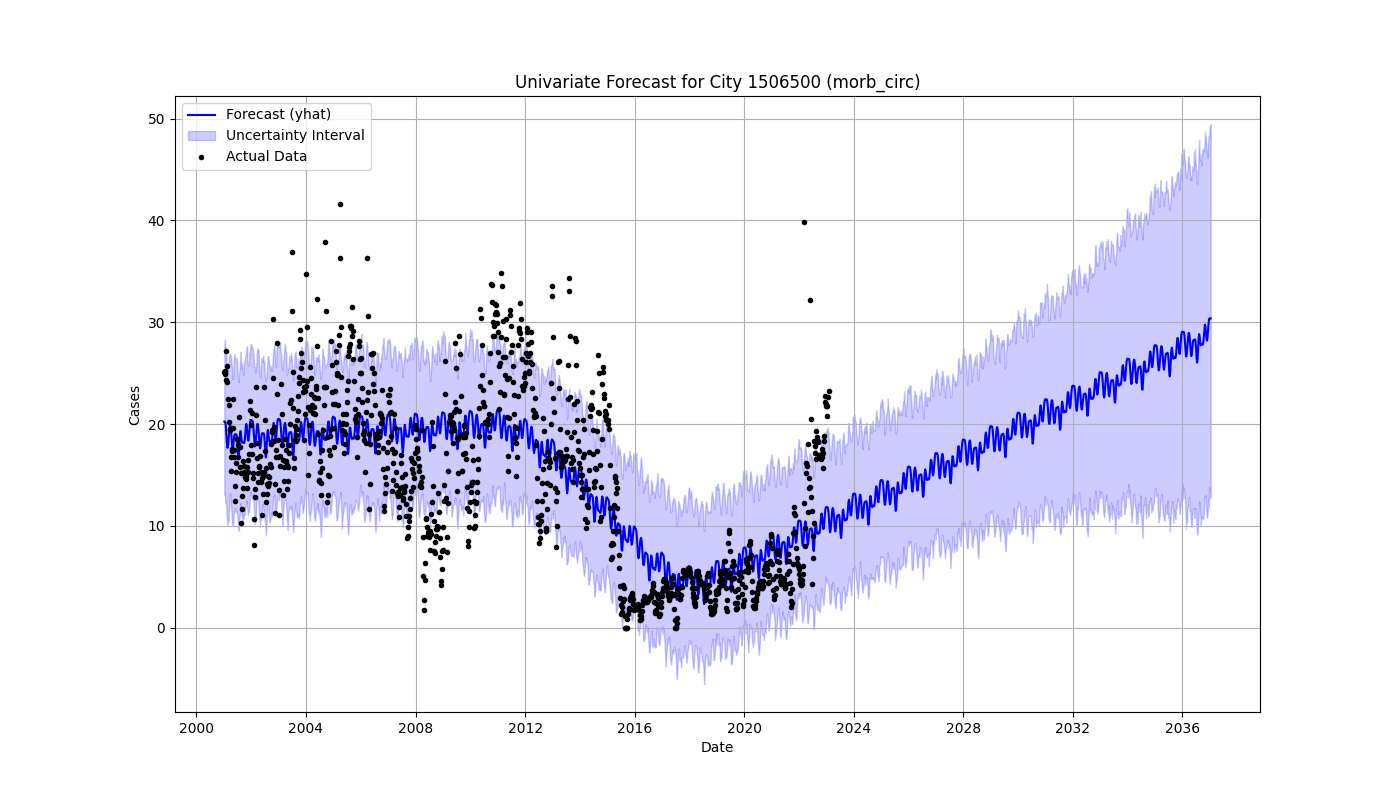 Univariate Forecast for City 1506500 (morb_circ)
Forecast (yhat)
Uncertainty Interval
Actual Data
50
40
30
20
10
0
Cases
2000 2004 2008 2012 2016 2020 2024 2028 2032 2036
Date